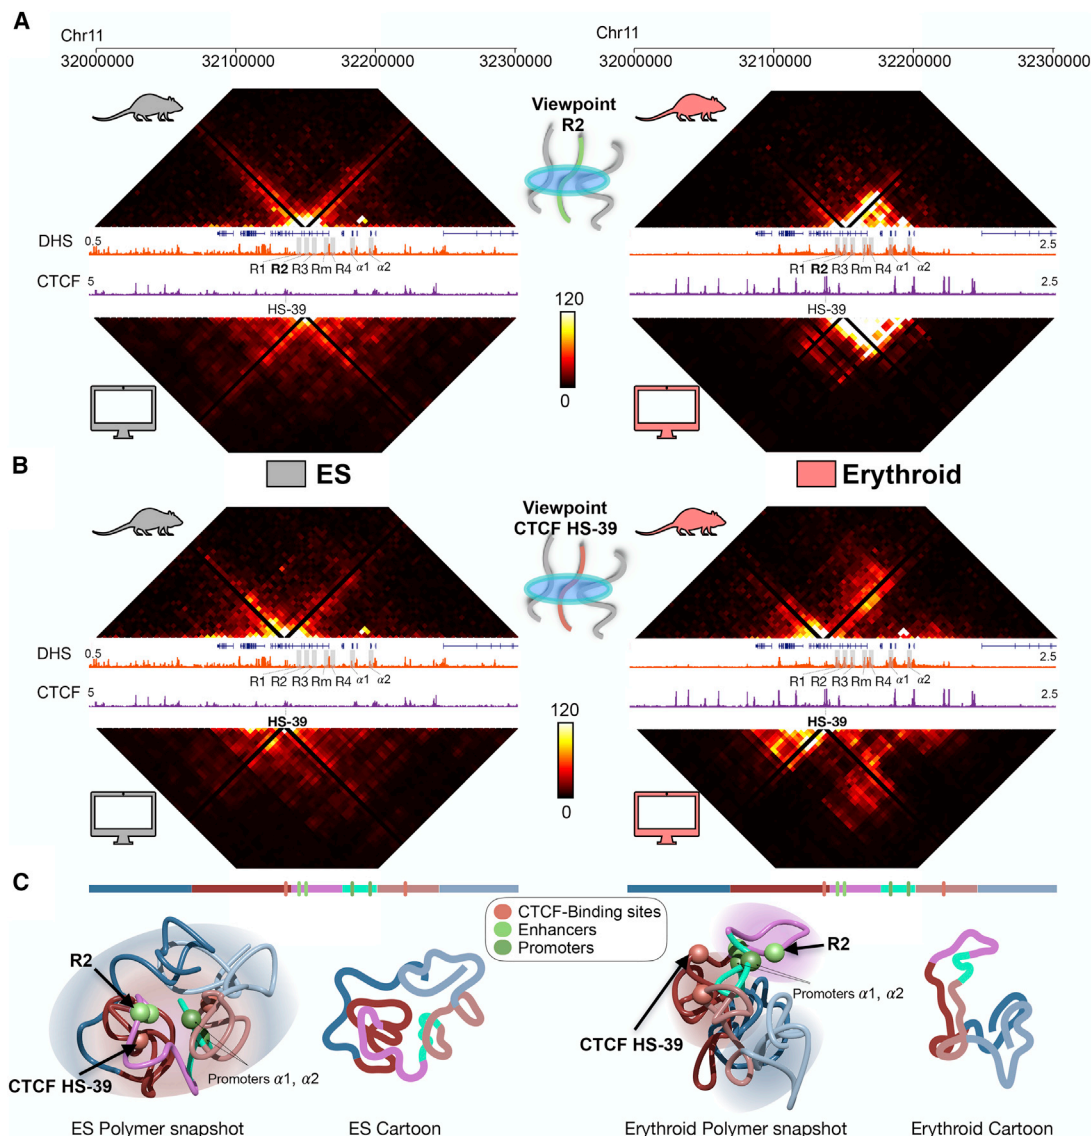 A
Chr11
32000000 32100000 32200000 32300000
Chr11
32000000 32100000 32200000 32300000
Viewpoint
R2
DHS 0.5
2.5
R1 R2 R3 Rm R4 α1 α2
R1 R2 R3 Rm R4 α1 α2
CTCF 5
2.5
HS-39
HS-39
120
0
B
ES
Erythroid
Viewpoint
CTCF HS-39
DHS 0.5
2.5
R1 R2 R3 Rm R4 α1 α2
R1 R2 R3 Rm R4 α1 α2
CTCF 5
2.5
HS-39
HS-39
120
0
C
CTCF-Binding sites
Enhancers
Promoters
R2
CTCF HS-39
Promoters α1, α2
R2
Promoters α1, α2
CTCF HS-39
ES Polymer snapshot
ES Cartoon
Erythroid Polymer snapshot
Erythroid Cartoon